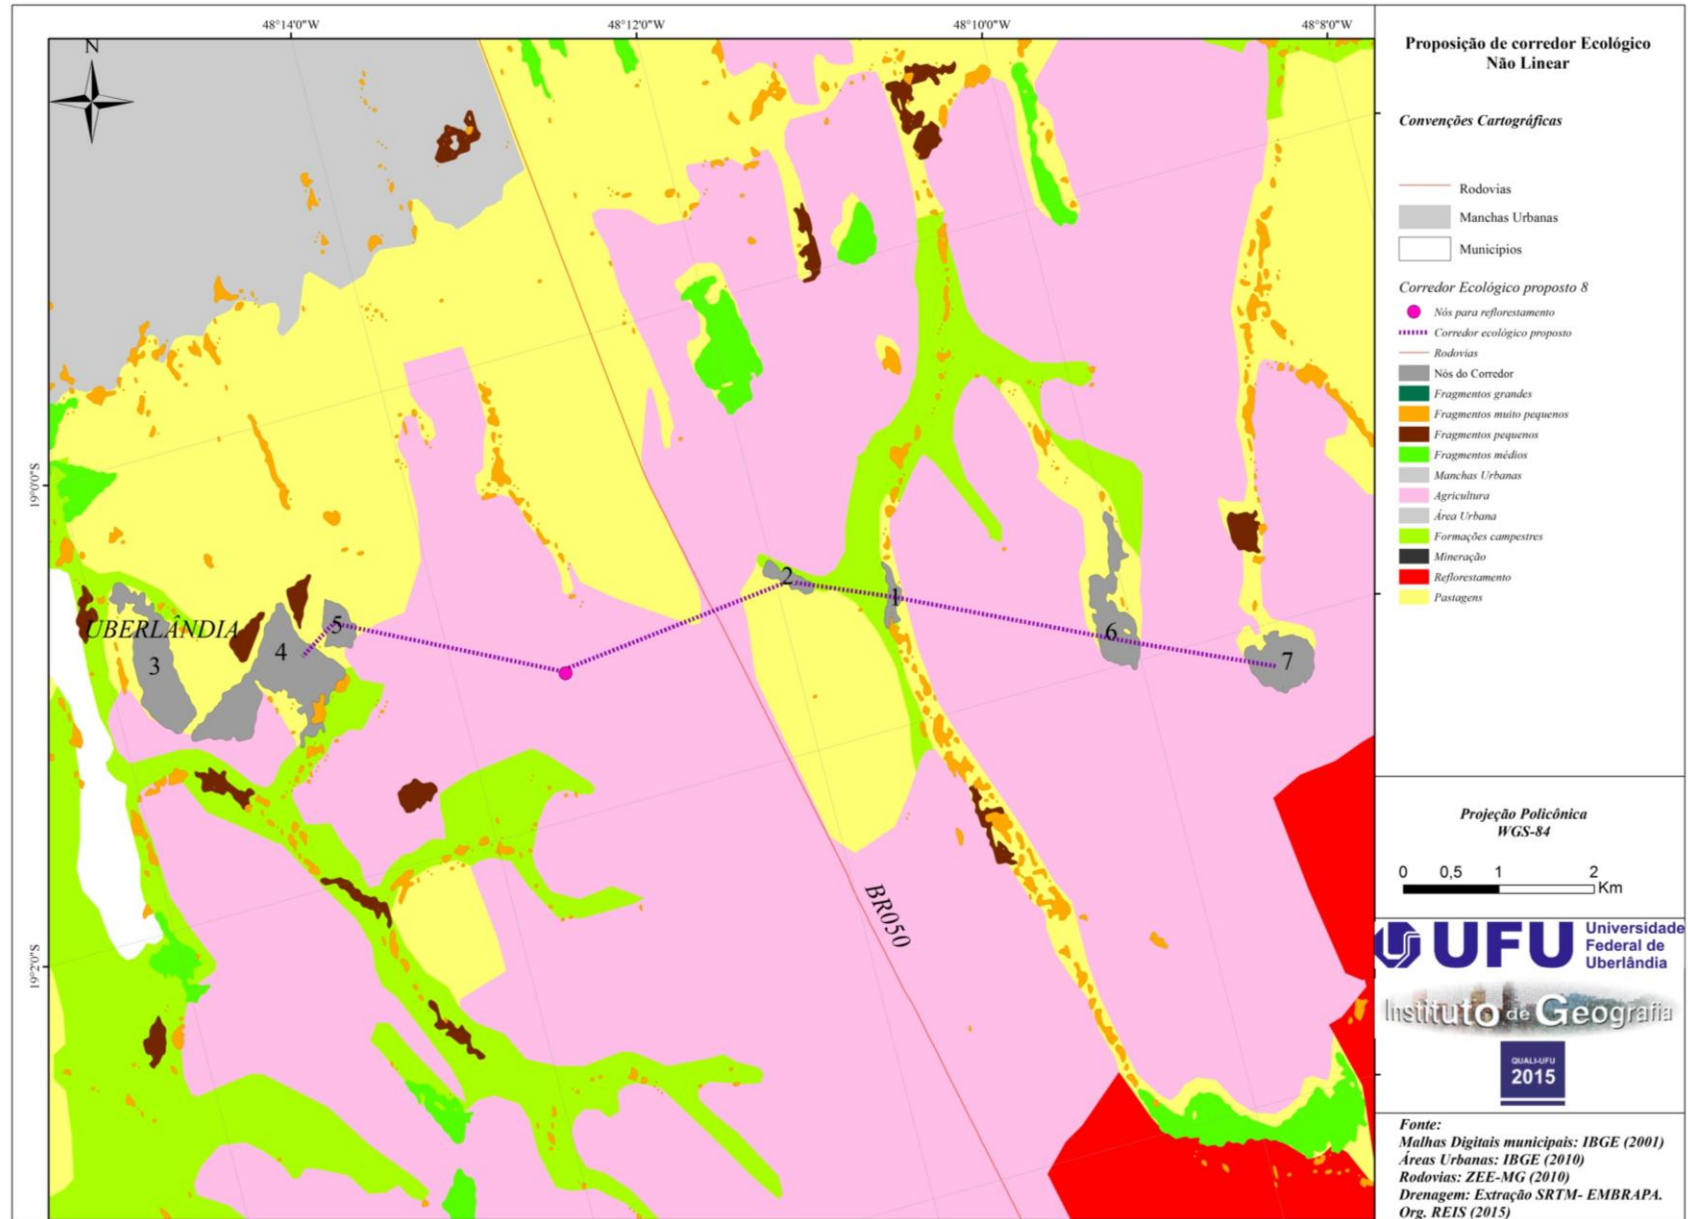 48°14'0"W
48°12'0"W
48°10'0"W
48°8'0"W
N
19°0'0"S
19°2'0"S
UBERLÂNDIA
3
4
5
2
1
6
7
BR050
Proposição de corredor Ecológico
Não Linear
Convenções Cartográficas
Rodovias
Manchas Urbanas
Municípios
Corredor Ecológico proposto 8
Nós para reflorestamento
Corredor ecológico proposto
Rodovias
Nós do Corredor
Fragmentos grandes
Fragmentos muito pequenos
Fragmentos pequenos
Fragmentos médios
Manchas Urbanas
Agricultura
Área Urbana
Formações campestres
Mineração
Reflorestamento
Pastagens
Projeção Policônica
WGS-84
0 0,5 1 2
Km
UFU Universidade
Federal de
Uberlândia
Instituto de Geografia
QUALI-UFU
2015
Fonte:
Malhas Digitais municipais: IBGE (2001)
Áreas Urbanas: IBGE (2010)
Rodovias: ZEE-MG (2010)
Drenagem: Extração SRTM- EMBRAPA.
Org. REIS (2015)